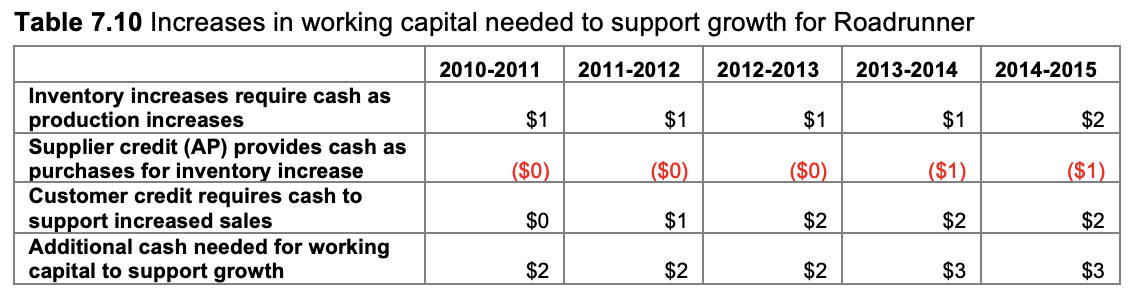 Table 7.10 Increases in working capital needed to support growth for Roadrunner
2010-2011 2011-2012 2012-2013 2013-2014 2014-2015
Inventory increases require cash as
production increases $1 $1 $1 $1 $2
Supplier credit (AP) provides cash as
purchases for inventory increase ($0) ($0) ($0) ($1) ($1)
Customer credit requires cash to
support increased sales $0 $1 $2 $2 $2
Additional cash needed for working
capital to support growth $2 $2 $2 $3 $3